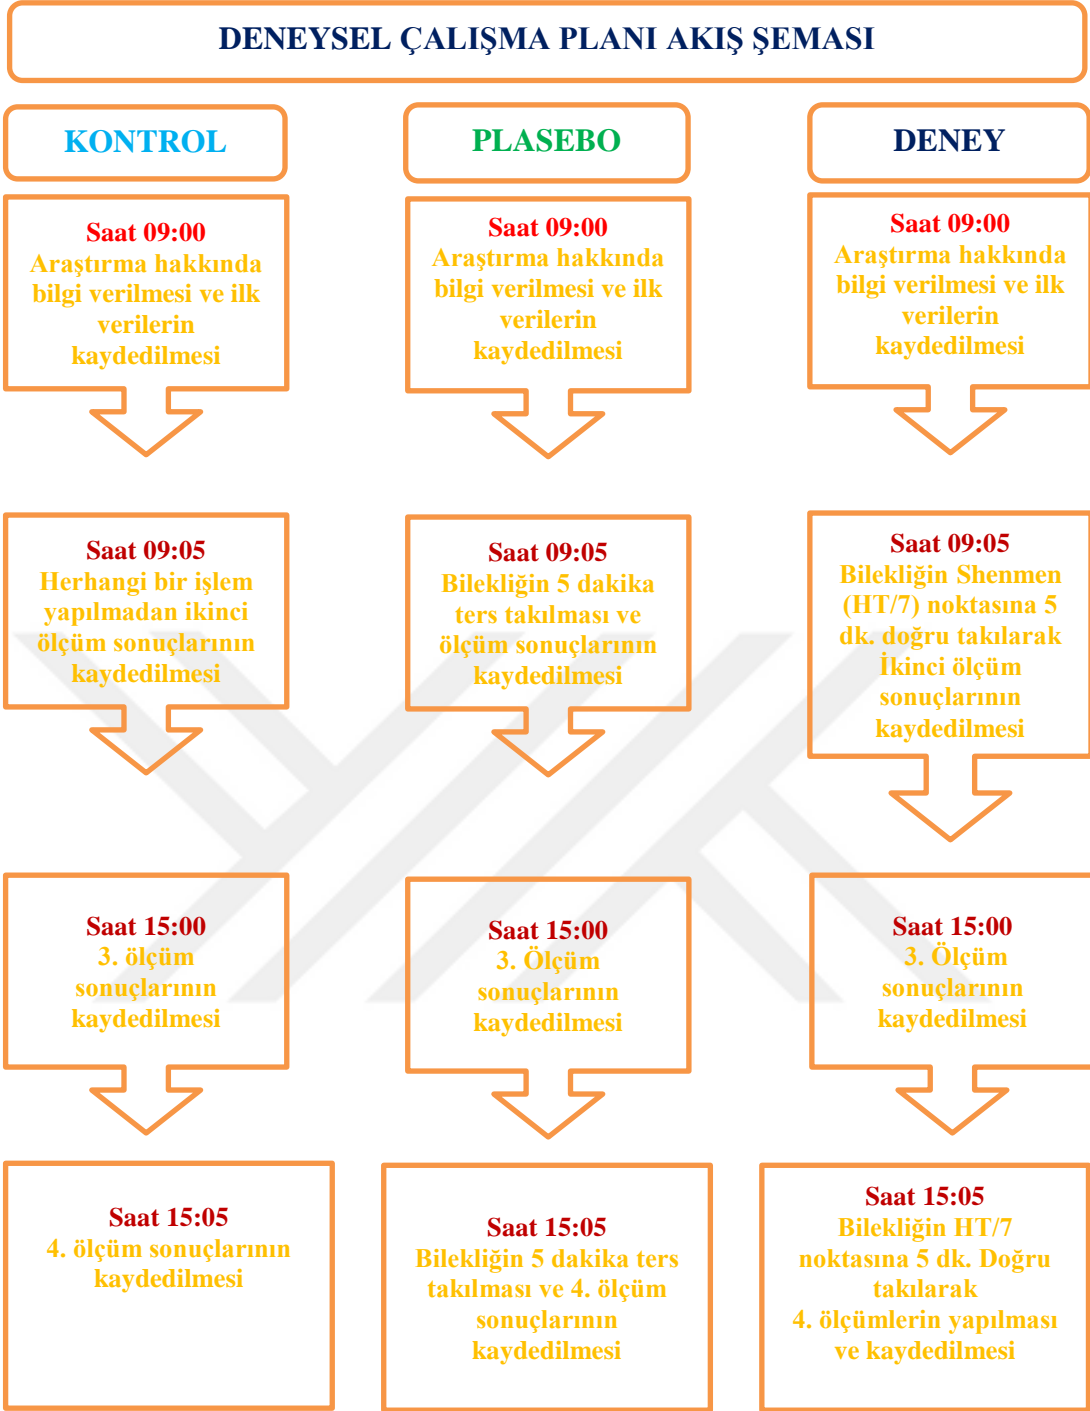 DENEYSEL ÇALIŞMA PLANI AKIŞ ŞEMASI
KONTROL
PLASEBO
DENEY
Saat 09:00
Araştırma hakkında
bilgi verilmesi ve ilk
verilerin
kaydedilmesi
Saat 09:00
Araştırma hakkında
bilgi verilmesi ve ilk
verilerin
kaydedilmesi
Saat 09:00
Araştırma hakkında
bilgi verilmesi ve ilk
verilerin
kaydedilmesi
Saat 09:05
Herhangi bir işlem
yapılmadan ikinci
ölçüm sonuçlarının
kaydedilmesi
Saat 09:05
Bilekliğin 5 dakika
ters takılması ve
ölçüm sonuçlarının
kaydedilmesi
Saat 09:05
Bilekliğin Shenmen
(HT/7) noktasına 5
dk. doğru takılarak
İkinci ölçüm
sonuçlarının
kaydedilmesi
Saat 15:00
3. ölçüm
sonuçlarının
kaydedilmesi
Saat 15:00
3. Ölçüm
sonuçlarının
kaydedilmesi
Saat 15:00
3. Ölçüm
sonuçlarının
kaydedilmesi
Saat 15:05
4. ölçüm sonuçlarının
kaydedilmesi
Saat 15:05
Bilekliğin 5 dakika ters
takılması ve 4. ölçüm
sonuçlarının
kaydedilmesi
Saat 15:05
Bilekliğin HT/7
noktasına 5 dk. Doğru
takılarak
4. ölçümlerin yapılması
ve kaydedilmesi